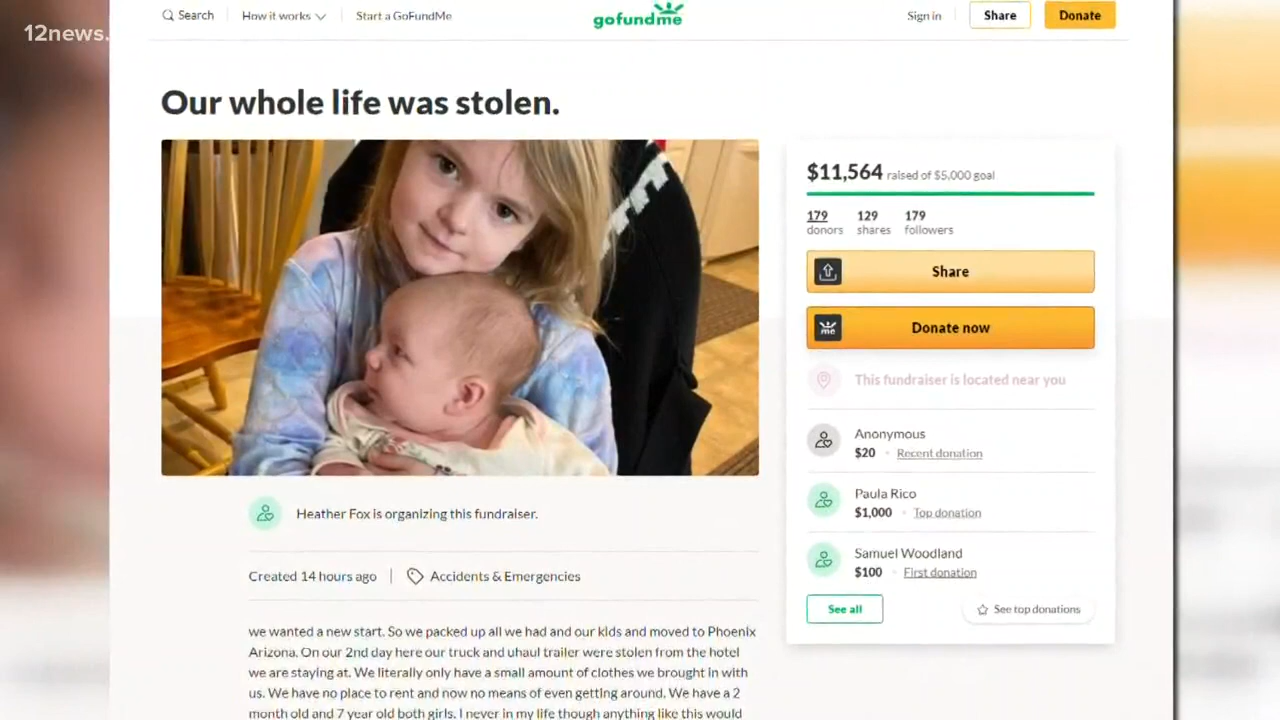 12news.
Search
How it works
Start a GoFundMe
gofundme
Sign in
Share
Donate
Our whole life was stolen.
$11,564 raised of $5,000 goal
179 129 179
donors shares followers
Share
me Donate now
This fundraiser is located near you
Anonymous
$20 • Recent donation
Paula Rico
$1,000 • Top donation
Samuel Woodland
$100 • First donation
See all
See top donations
Heather Fox is organizing this fundraiser.
Created 14 hours ago | Accidents & Emergencies
we wanted a new start. So we packed up all we had and our kids and moved to Phoenix
Arizona. On our 2nd day here our truck and uhaul trailer were stolen from the hotel
we are staying at. We literally only have a small amount of clothes we brought in with
us. We have no place to rent and now no means of even getting around. We have a 2
month old and 7 year old both girls. I never in my life though anything like this would